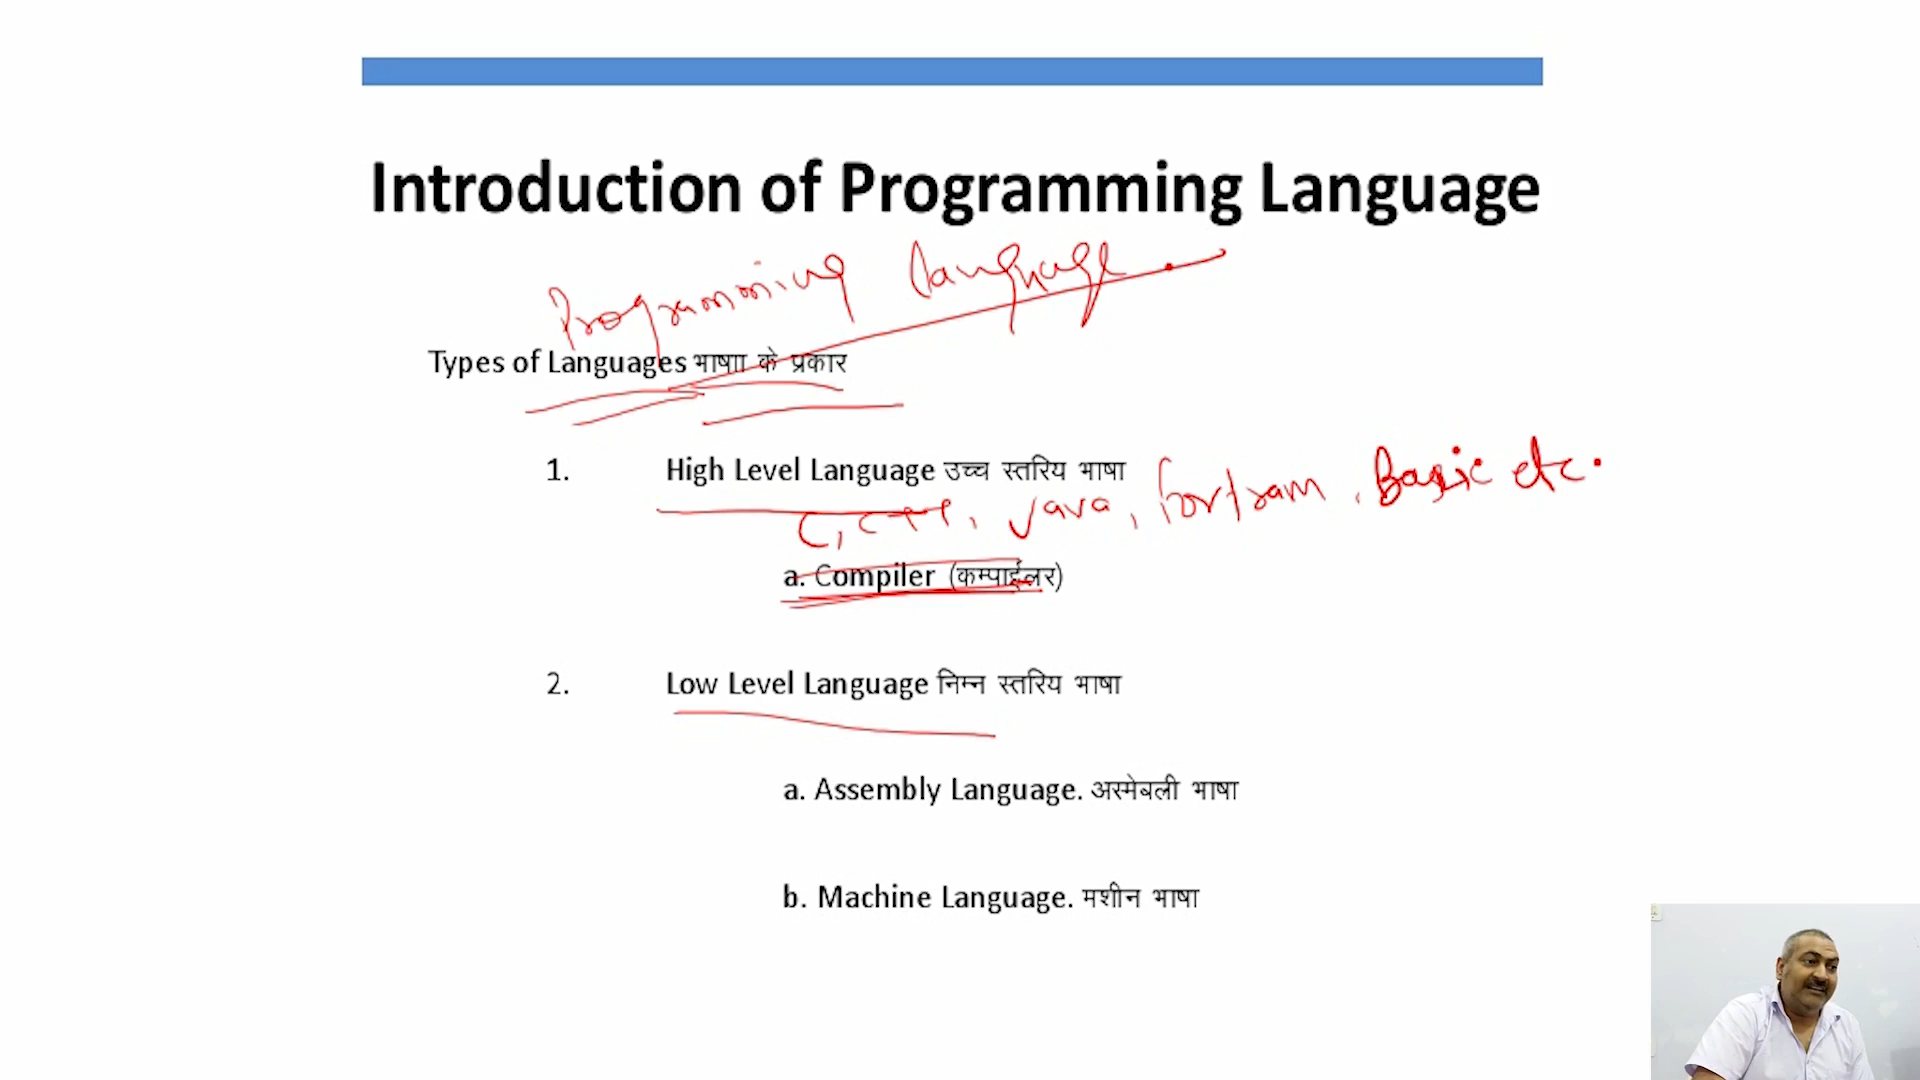 Introduction of Programming Language
Programming Language
Types of Languages भाषाा के प्रकार
1. High Level Language उच्च स्तरिय भाषा
C, C++, Java, Fortram, Basic etc.
a. Compiler (कम्पाईलर)
2. Low Level Language निम्न स्तरिय भाषा
a. Assembly Language. अस्मेबली भाषा
b. Machine Language. मशीन भाषा